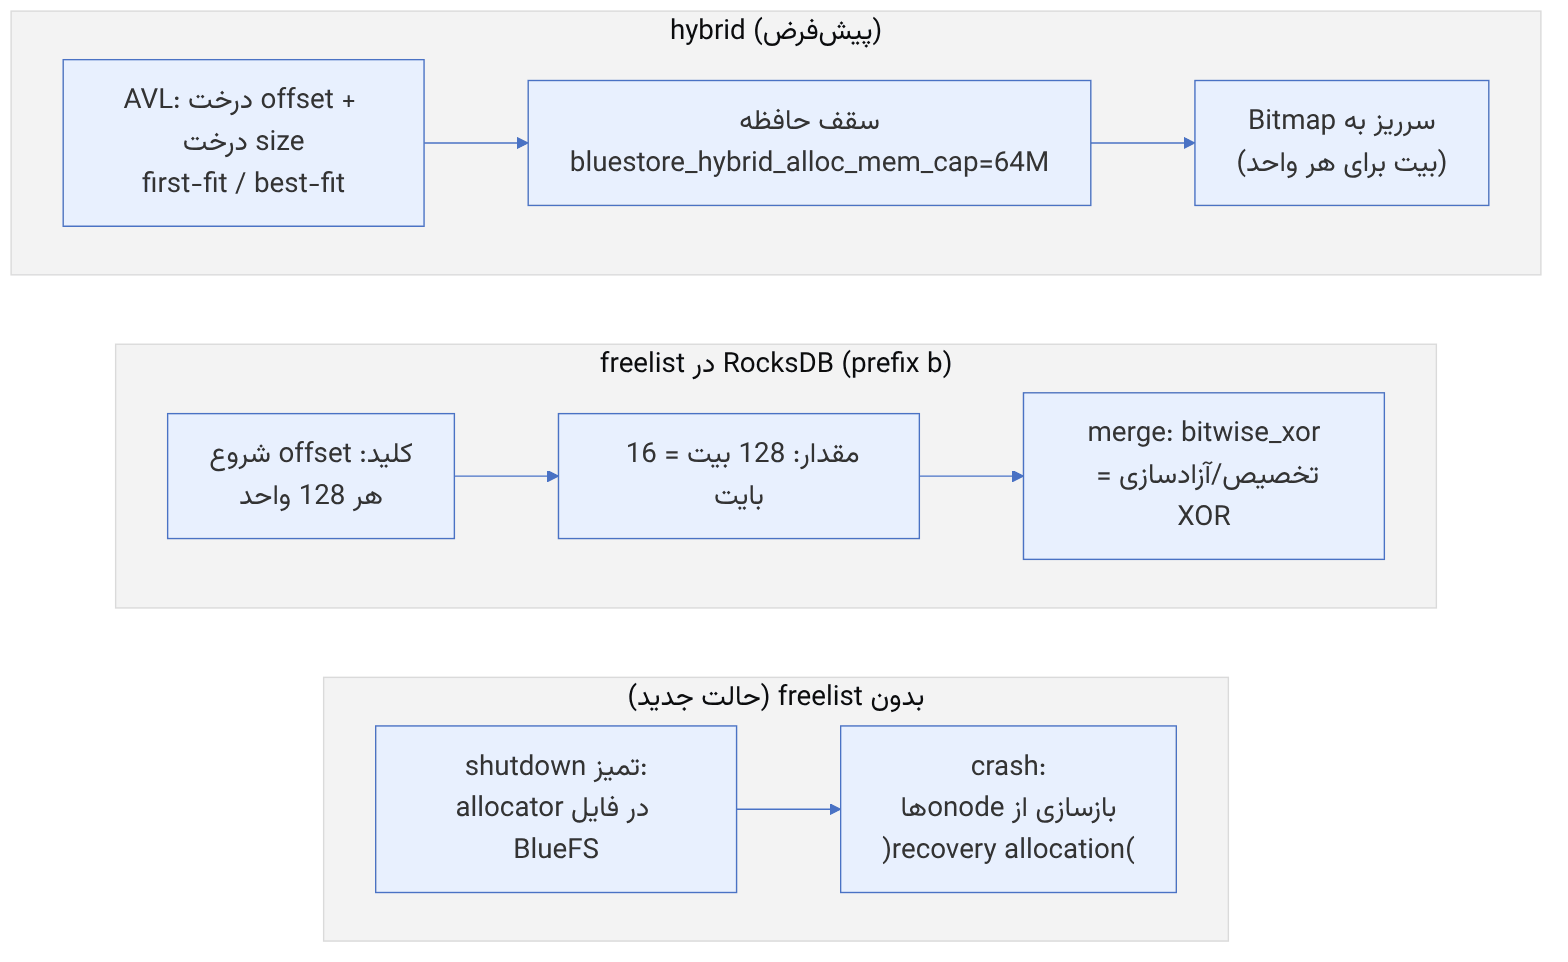 hybrid (پیش‌فرض)
AVL: درخت offset +
درخت size
first-fit / best-fit
سقف حافظه
bluestore_hybrid_alloc_mem_cap=64M
سرریز به Bitmap
(بیت برای هر واحد)
freelist در RocksDB (prefix b)
کلید: offset شروع
هر 128 واحد
مقدار: 128 بیت = 16
بایت
merge: bitwise_xor
تخصیص/آزادسازی =
XOR
بدون freelist (حالت جدید)
shutdown تمیز:
allocator در فایل
BlueFS
crash:
بازسازی از onodeها
(recovery allocation)